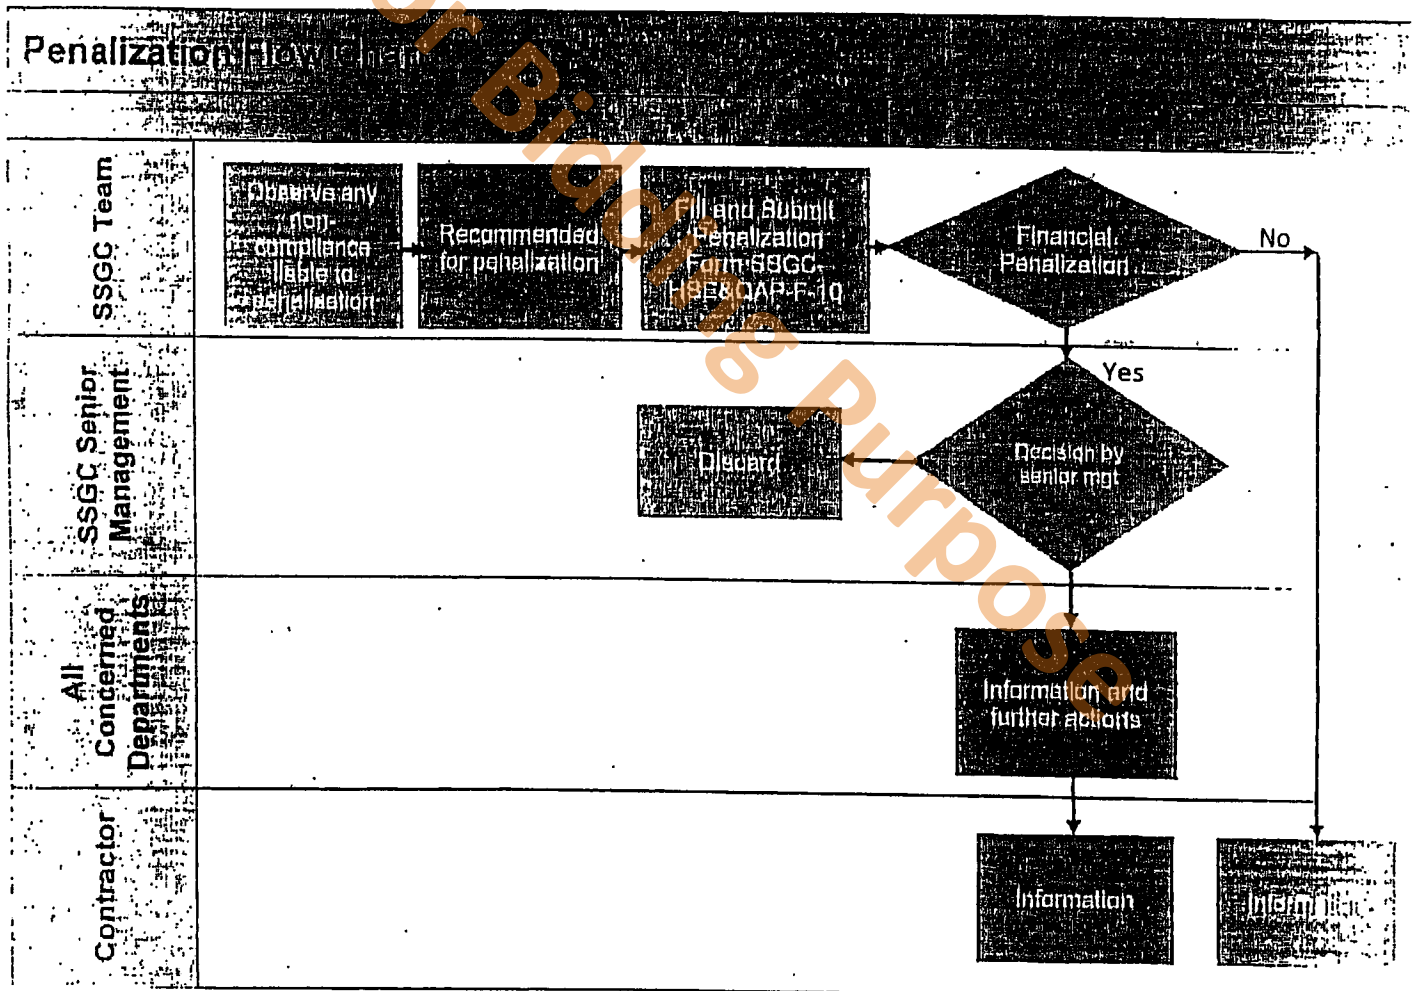 Penalization Flow Chart
For Bidding Purpose
SSGC Team
Observe any
non-
compliance
liable to
penalization
Recommended
for penalization
Fill and Submit
Penalization
Form SSGC-
HSE&QAP-F-10
Financial
Penalization
No
SSGC Senior
Management
Yes
Discard
Decision by
senior mgt
All
Concerned
Departments
Information and
further actions
Contractor
Information